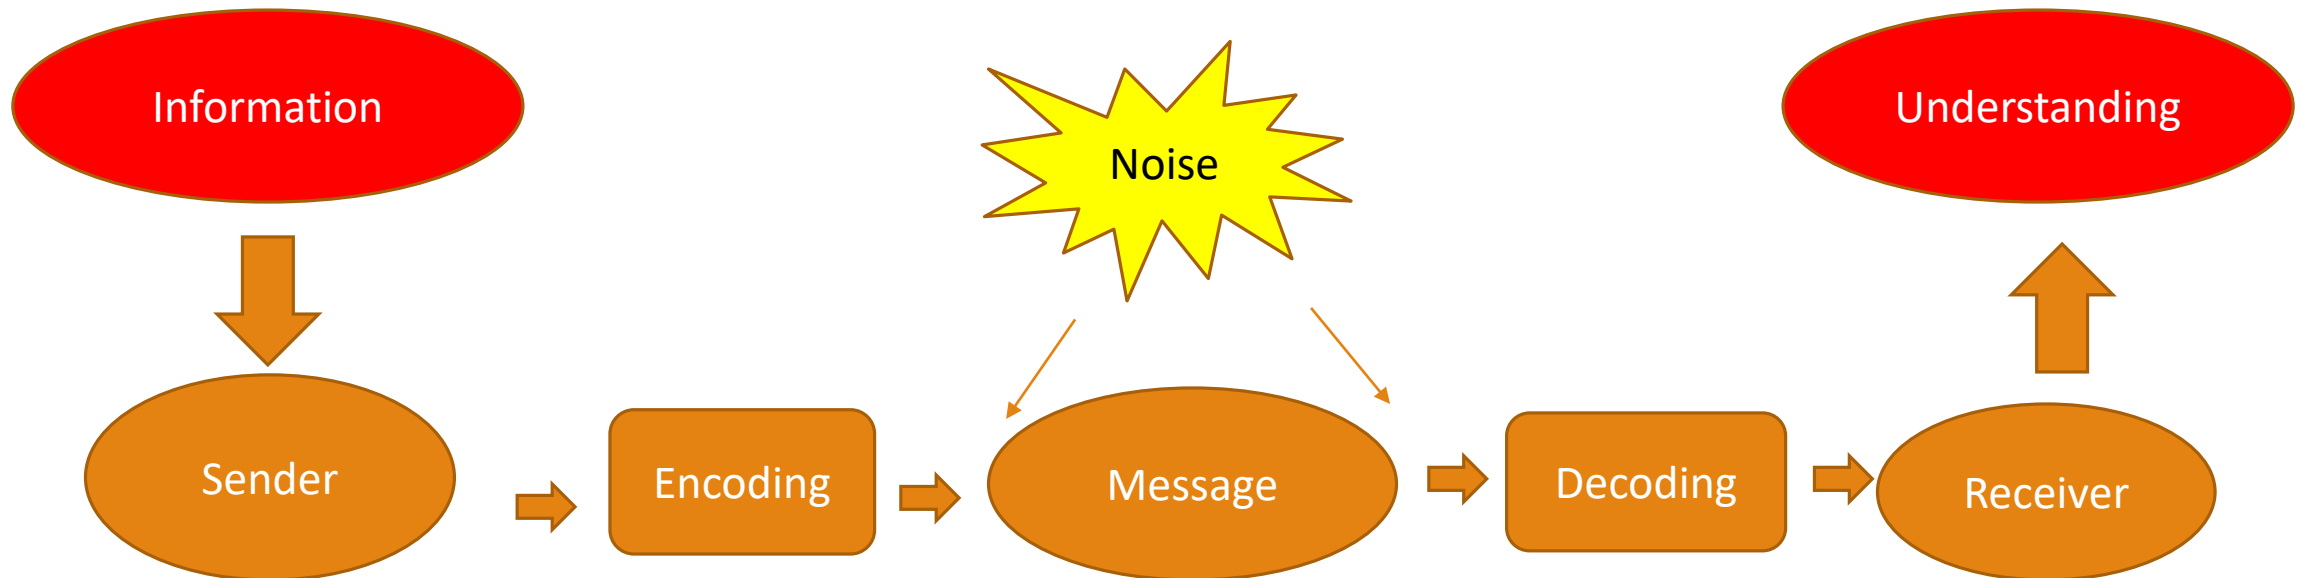 Information
Noise
Understanding
Sender
Encoding
Message
Decoding
Receiver